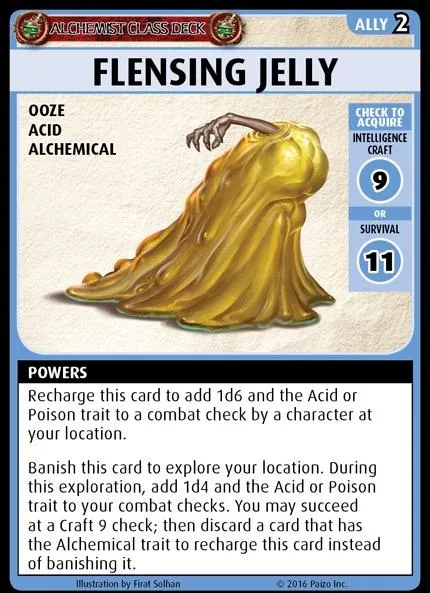 ALCHEMIST CLASS DECK
ALLY 2
FLENSING JELLY
OOZE
ACID
ALCHEMICAL
CHECK TO
ACQUIRE
INTELLIGENCE
CRAFT
9
OR
SURVIVAL
11
POWERS
Recharge this card to add 1d6 and the Acid or
Poison trait to a combat check by a character at
your location.
Banish this card to explore your location. During
this exploration, add 1d4 and the Acid or Poison
trait to your combat checks. You may succeed
at a Craft 9 check; then discard a card that has
the Alchemical trait to recharge this card instead
of banishing it.
Illustration by Firat Solhan
© 2016 Paizo Inc.